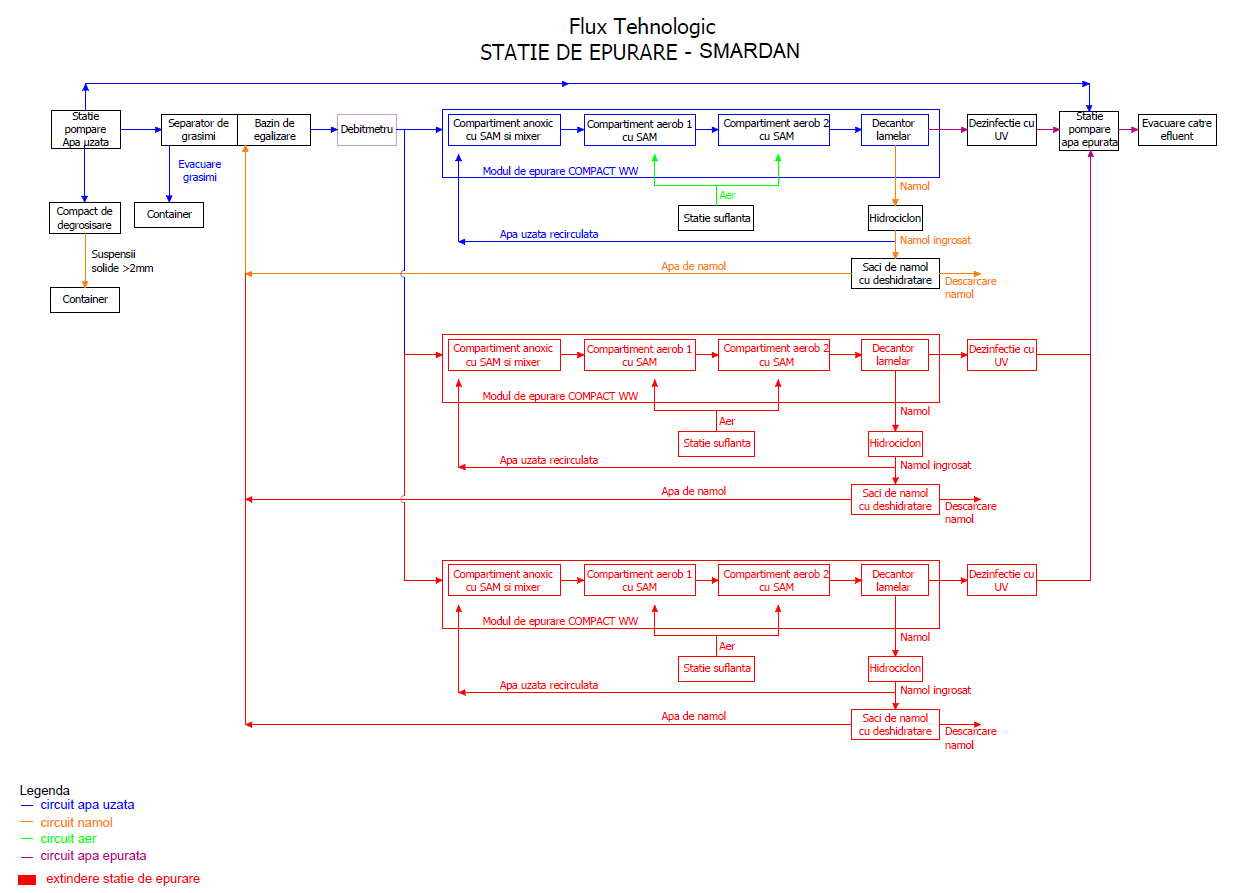 Flux Tehnologic
STATIE DE EPURARE - SMARDAN
Statie
pompare
Apa uzata
Separator de
grasimi
Bazin de
egalizare
Debitmetru
Compartiment anoxic
cu SAM si mixer
Compartiment aerob 1
cu SAM
Compartiment aerob 2
cu SAM
Decantor
lamelar
Dezinfectie cu
UV
Statie
pompare
apa epurata
Evacuare catre
efluent
Evacuare
grasimi
Modul de epurare COMPACT WW
Namol
Aer
Compact de
degrosisare
Container
Statie suflanta
Hidrociclon
Apa uzata recirculata
Namol ingrosat
Suspensii
solide >2mm
Apa de namol
Saci de namol
cu deshidratare
Descarcare
namol
Container
Compartiment anoxic
cu SAM si mixer
Compartiment aerob 1
cu SAM
Compartiment aerob 2
cu SAM
Decantor
lamelar
Dezinfectie cu
UV
Modul de epurare COMPACT WW
Namol
Aer
Statie suflanta
Hidrociclon
Apa uzata recirculata
Namol ingrosat
Apa de namol
Saci de namol
cu deshidratare
Descarcare
namol
Compartiment anoxic
cu SAM si mixer
Compartiment aerob 1
cu SAM
Compartiment aerob 2
cu SAM
Decantor
lamelar
Dezinfectie cu
UV
Modul de epurare COMPACT WW
Namol
Aer
Statie suflanta
Hidrociclon
Apa uzata recirculata
Namol ingrosat
Apa de namol
Saci de namol
cu deshidratare
Descarcare
namol
Legenda
circuit apa uzata
circuit namol
circuit aer
circuit apa epurata
extindere statie de epurare